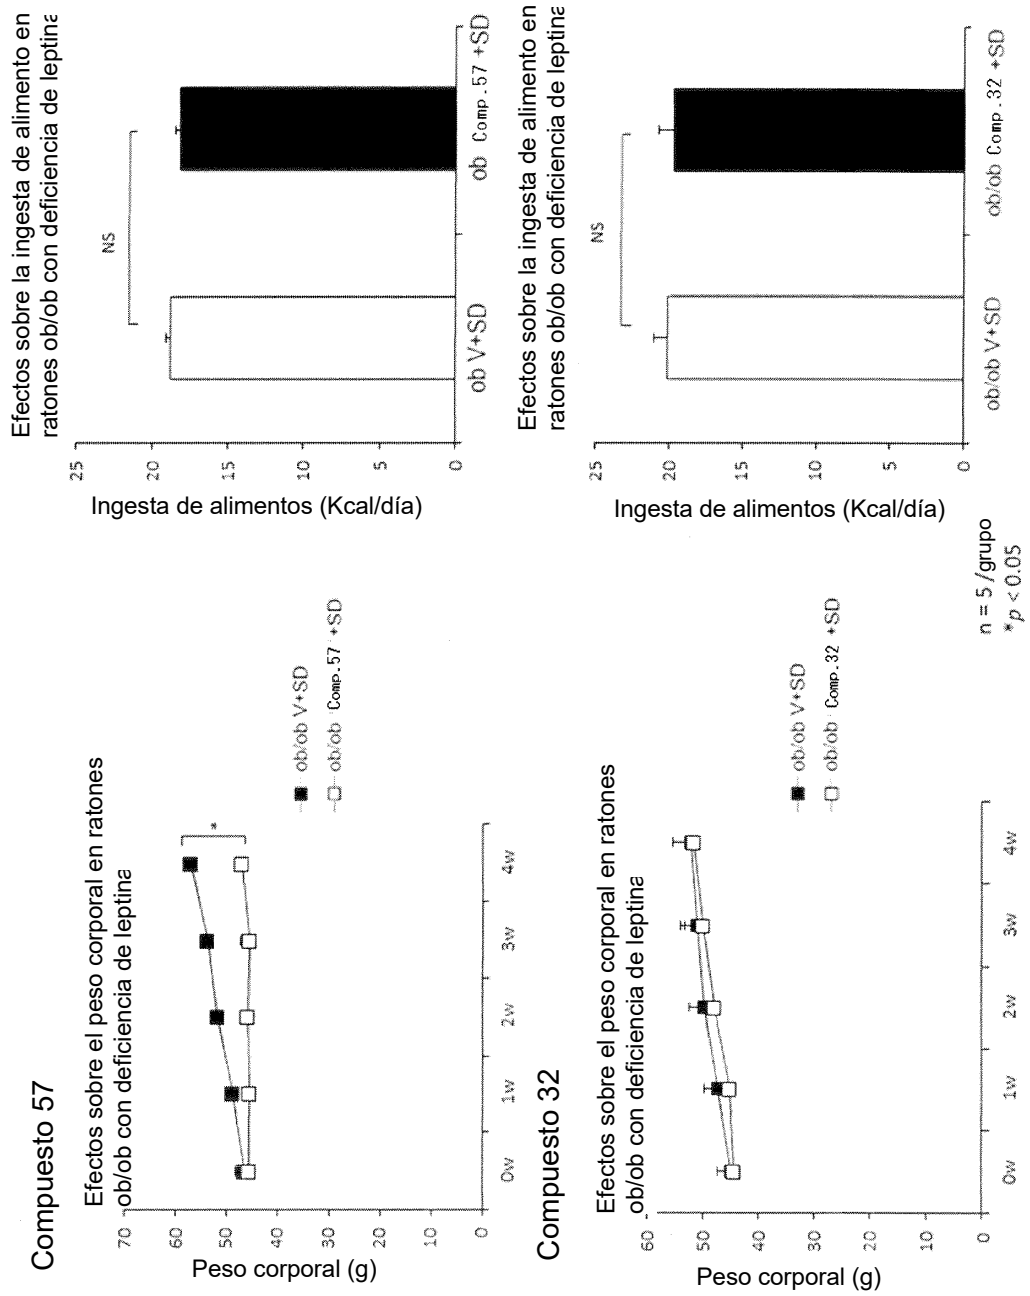 Compuesto 57
Efectos sobre el peso corporal en ratones
ob/ob con deficiencia de leptina
Peso corporal (g)
70
60
50
40
30
20
10
0
0w 1w 2w 3w 4w
*
ob/ob V+SD
ob/ob Comp.57 +SD
Efectos sobre la ingesta de alimento en
ratones ob/ob con deficiencia de leptina
Ingesta de alimentos (Kcal/día)
25
20
15
10
5
0
NS
ob V+SD
ob Comp.57 +SD
Compuesto 32
Efectos sobre el peso corporal en ratones
ob/ob con deficiencia de leptina
Peso corporal (g)
60
50
40
30
20
10
0
0w 1w 2w 3w 4w
ob/ob V+SD
ob/ob Comp.32 +SD
Efectos sobre la ingesta de alimento en
ratones ob/ob con deficiencia de leptina
Ingesta de alimentos (Kcal/día)
25
20
15
10
5
0
NS
ob/ob V+SD
ob/ob Comp.32 +SD
n = 5 /grupo
*p < 0.05